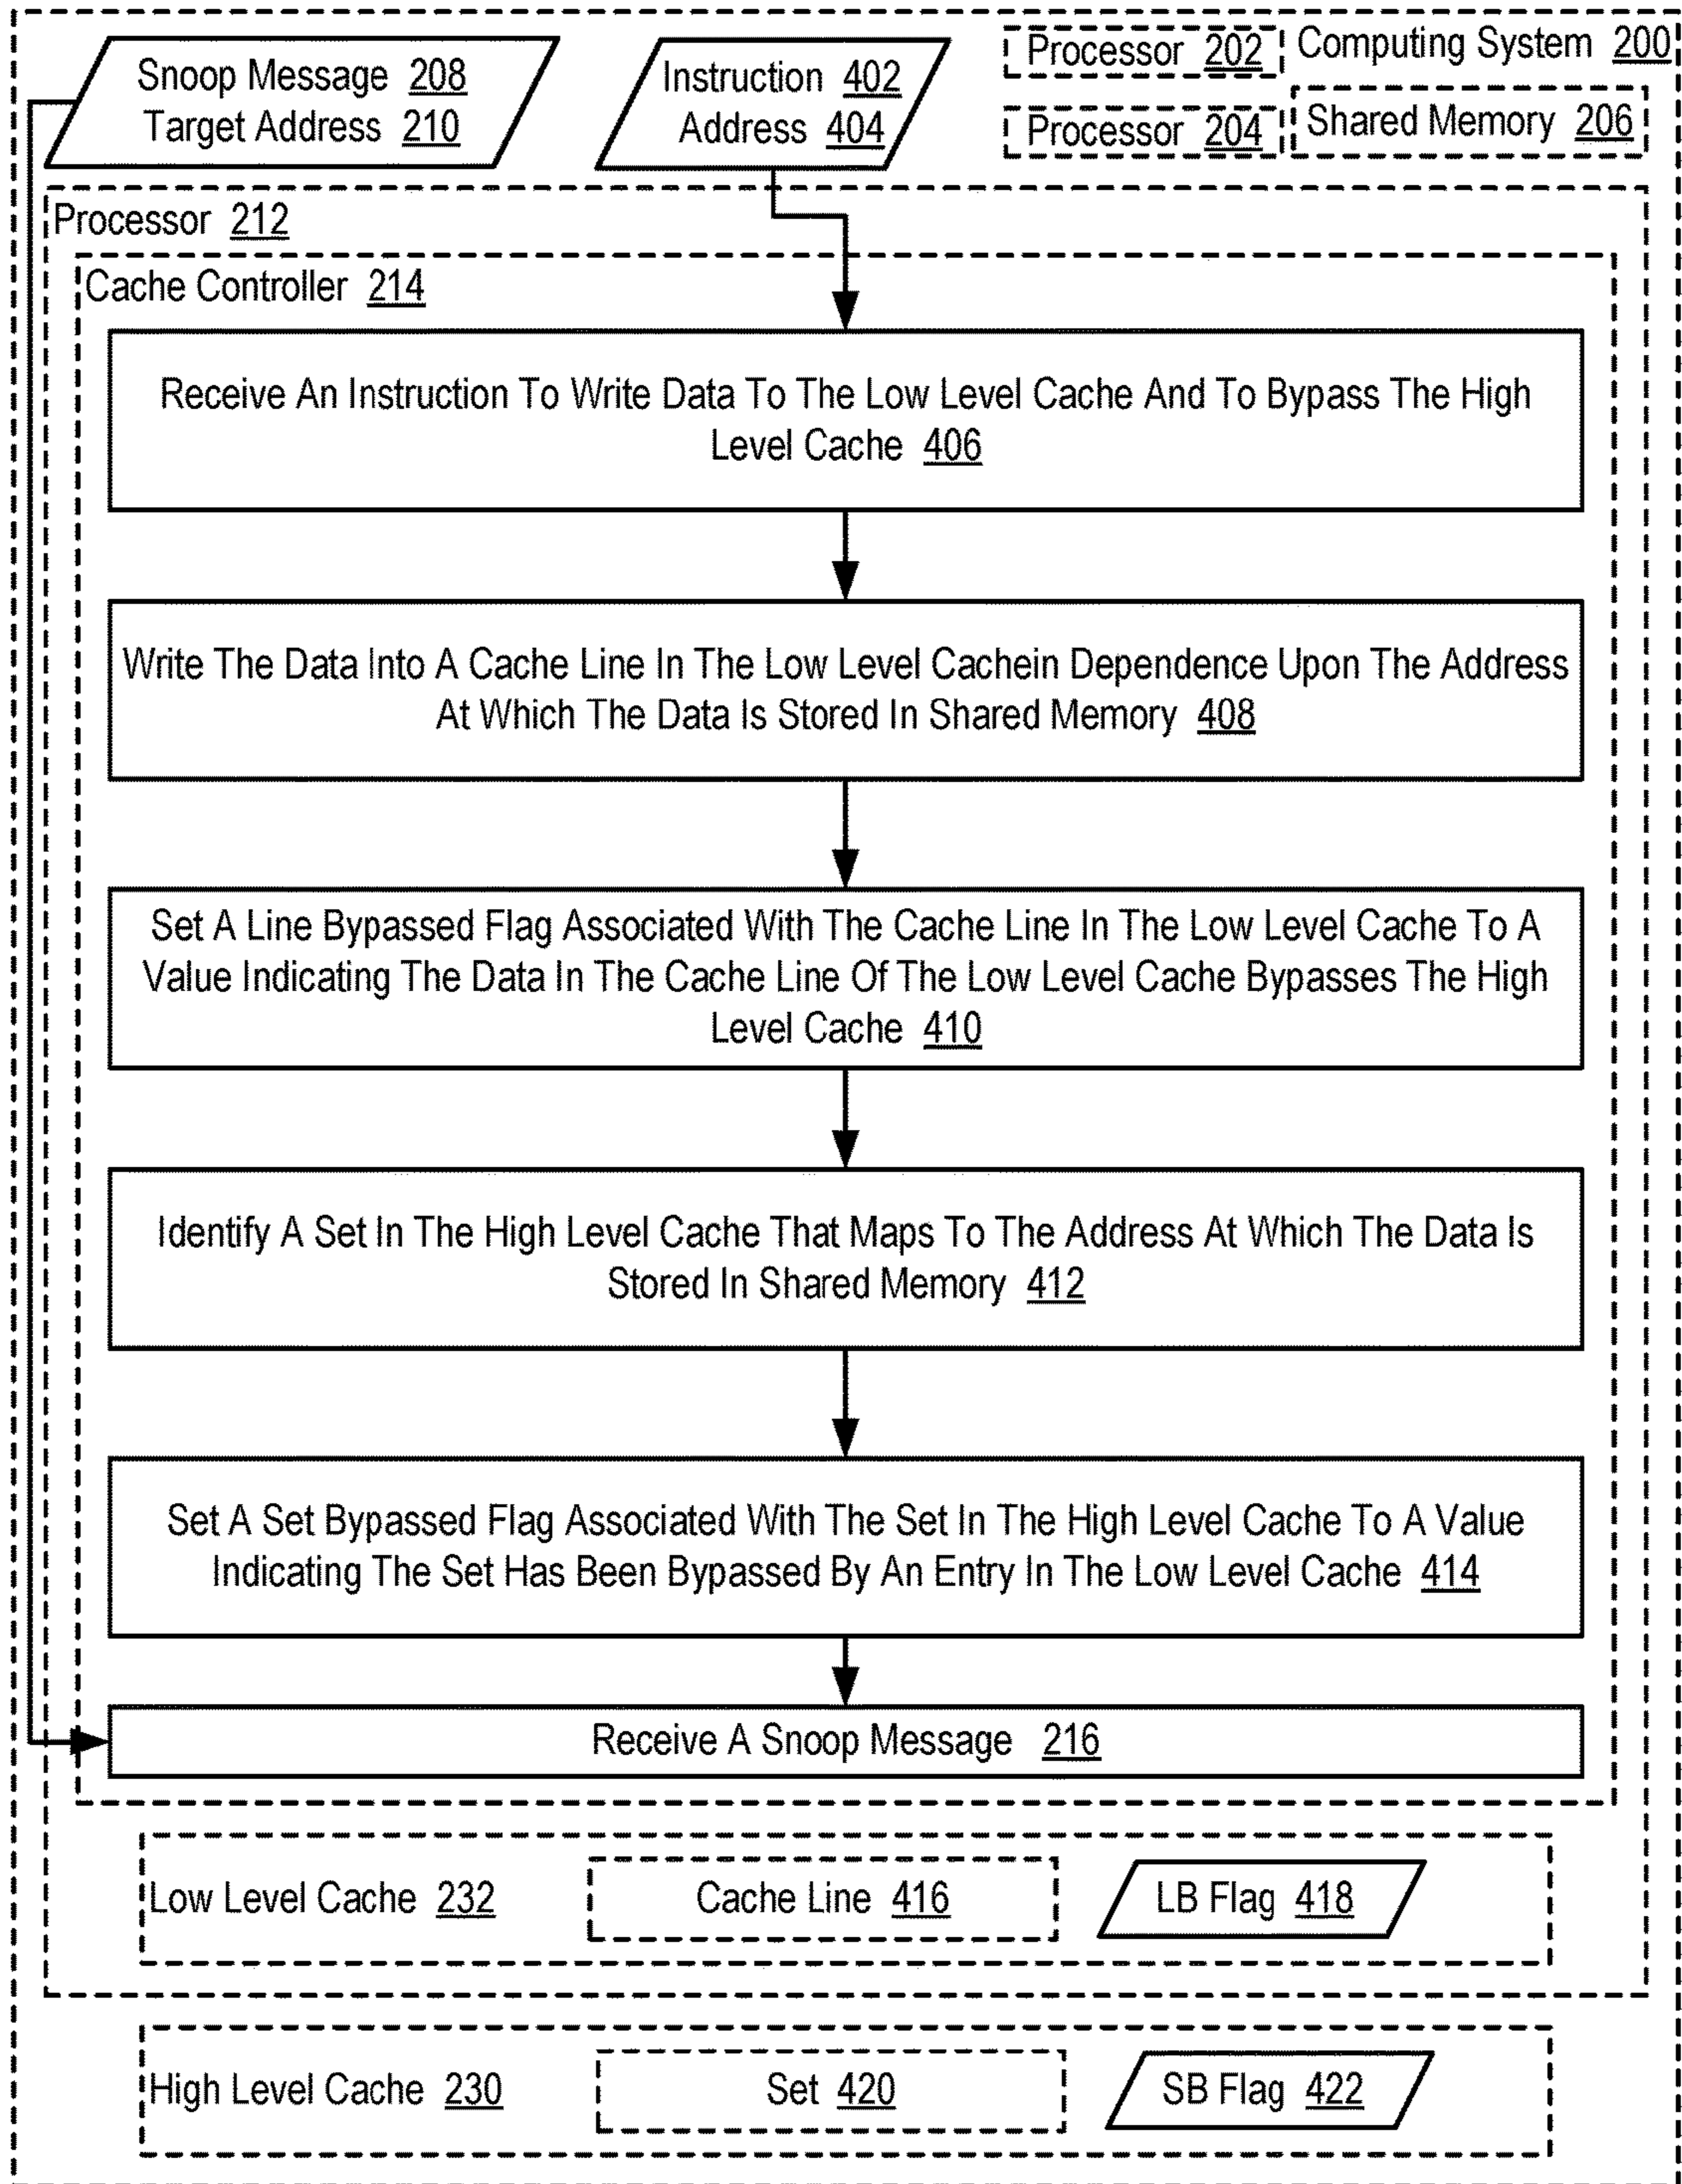 Snoop Message 208
Target Address 210
Instruction 402
Address 404
Processor 202
Computing System 200
Processor 204
Shared Memory 206
Processor 212
Cache Controller 214
Receive An Instruction To Write Data To The Low Level Cache And To Bypass The High
Level Cache 406
Write The Data Into A Cache Line In The Low Level Cachein Dependence Upon The Address
At Which The Data Is Stored In Shared Memory 408
Set A Line Bypassed Flag Associated With The Cache Line In The Low Level Cache To A
Value Indicating The Data In The Cache Line Of The Low Level Cache Bypasses The High
Level Cache 410
Identify A Set In The High Level Cache That Maps To The Address At Which The Data Is
Stored In Shared Memory 412
Set A Set Bypassed Flag Associated With The Set In The High Level Cache To A Value
Indicating The Set Has Been Bypassed By An Entry In The Low Level Cache 414
Receive A Snoop Message 216
Low Level Cache 232
Cache Line 416
LB Flag 418
High Level Cache 230
Set 420
SB Flag 422